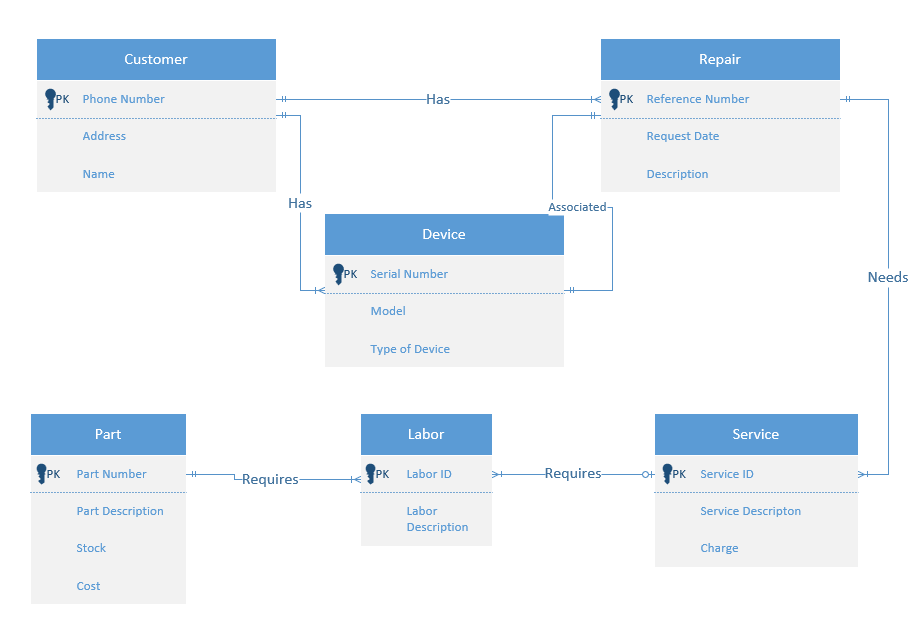 Customer
PK Phone Number
Address
Name
Has
Repair
PK Reference Number
Request Date
Description
Has
Associated
Device
PK Serial Number
Model
Type of Device
Needs
Part
PK Part Number
Part Description
Stock
Cost
Requires
Labor
PK Labor ID
Labor
Description
Requires
Service
PK Service ID
Service Descripton
Charge